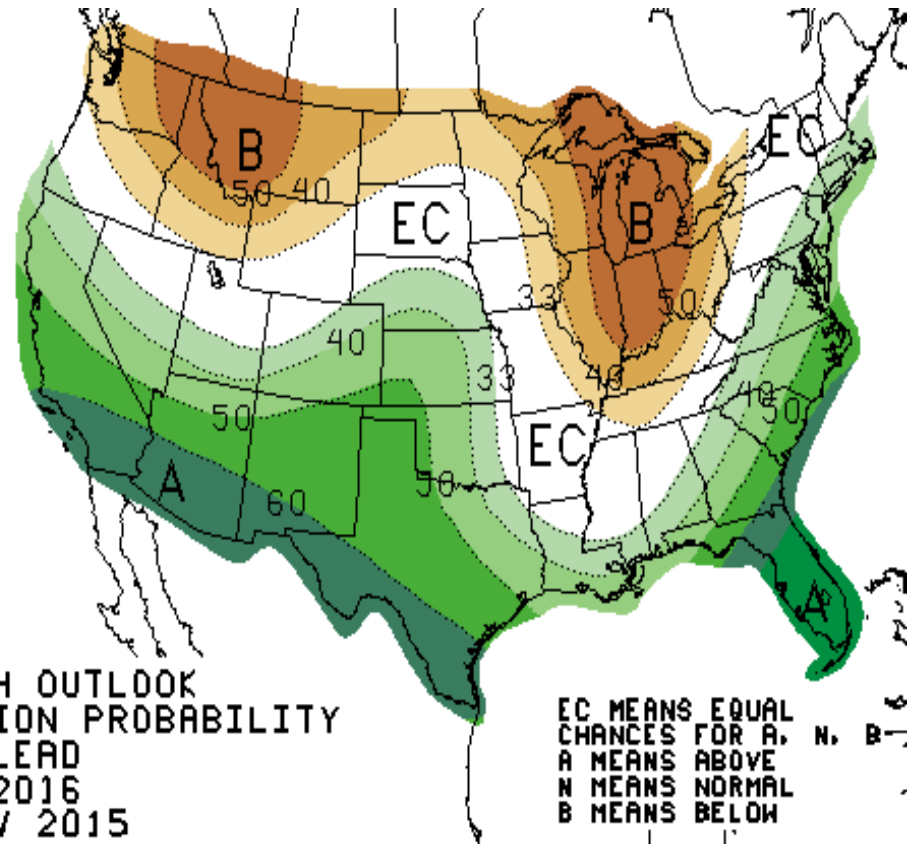 EC
B
50 40
EC
B
33
50
40
40
33
40
50
50
EC
A
60
50
A
H OUTLOOK
ION PROBABILITY
LEAD
2016
V 2015
EC MEANS EQUAL
CHANCES FOR A, N, B
A MEANS ABOVE
N MEANS NORMAL
B MEANS BELOW